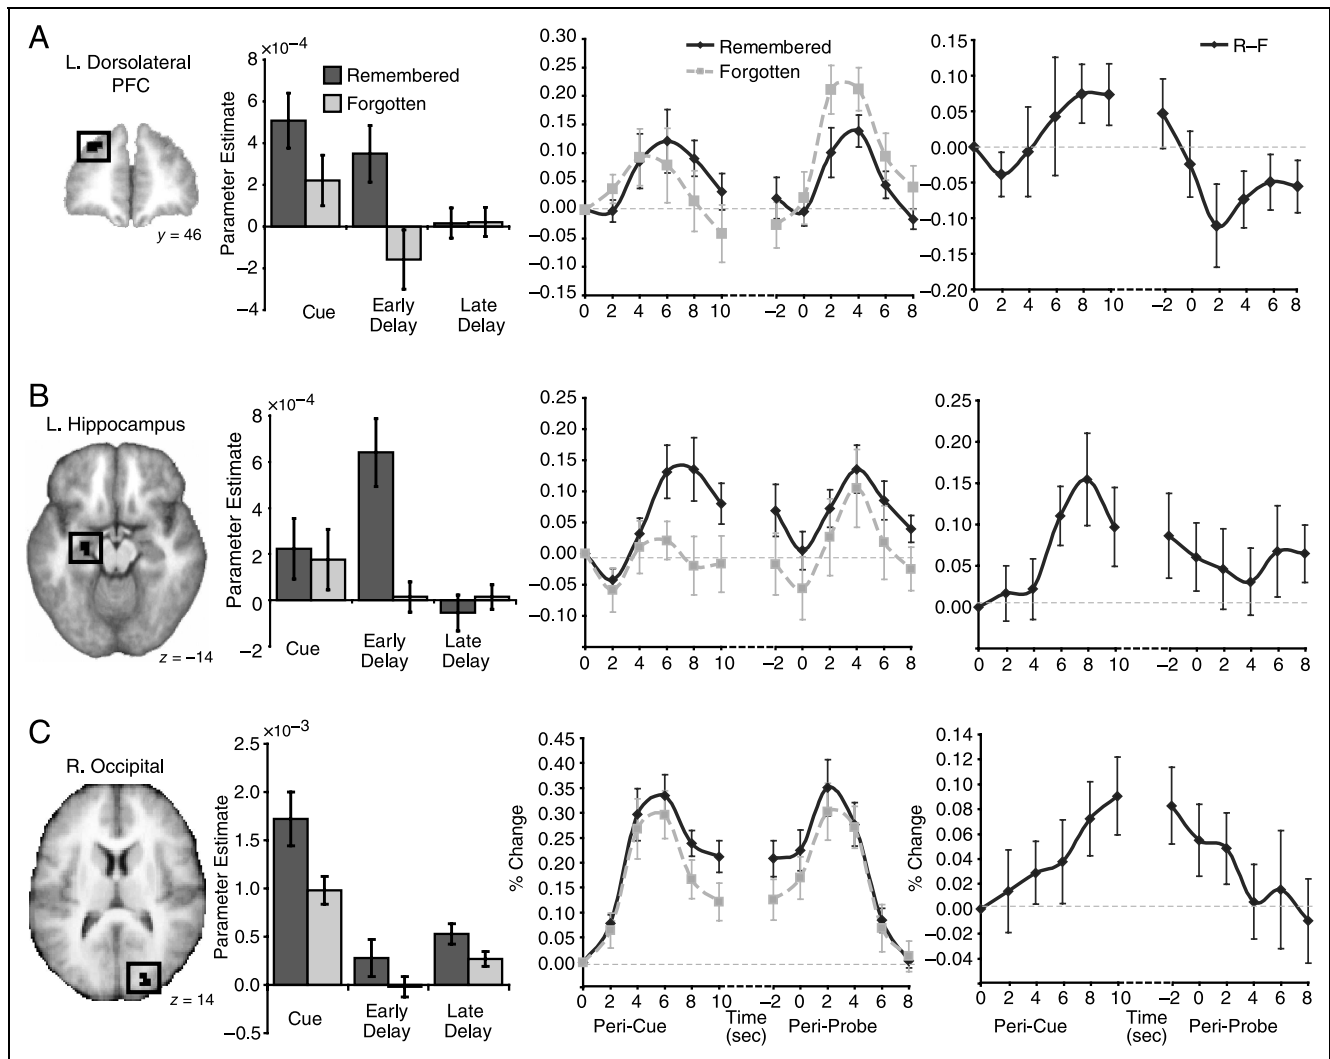 A
L. Dorsolateral
PFC
y = 46
×10⁻⁴
Parameter Estimate
8
6
4
2
0
−2
−4
Remembered
Forgotten
Cue
Early
Delay
Late
Delay
0.30
0.25
0.20
0.15
0.10
0.05
0.00
−0.05
−0.10
−0.15
Remembered
Forgotten
0 2 4 6 8 10 −2 0 2 4 6 8
0.15
0.10
0.05
0.00
−0.05
−0.10
−0.15
−0.20
R–F
0 2 4 6 8 10 −2 0 2 4 6 8
B
L. Hippocampus
z = −14
×10⁻⁴
Parameter Estimate
8
6
4
2
0
−2
Cue
Early
Delay
Late
Delay
0.25
0.20
0.15
0.10
0.05
0.00
−0.05
−0.10
0 2 4 6 8 10 −2 0 2 4 6 8
0.25
0.20
0.15
0.10
0.05
0.00
0 2 4 6 8 10 −2 0 2 4 6 8
C
R. Occipital
z = 14
×10⁻³
Parameter Estimate
2.5
2.0
1.5
1.0
0.5
0.0
−0.5
Cue
Early
Delay
Late
Delay
% Change
0.45
0.40
0.35
0.30
0.25
0.20
0.15
0.10
0.05
0.00
0 2 4 6 8 10 −2 0 2 4 6 8
Peri-Cue Time Peri-Probe
(sec)
% Change
0.14
0.12
0.10
0.08
0.06
0.04
0.02
0.00
−0.02
−0.04
0 2 4 6 8 10 −2 0 2 4 6 8
Peri-Cue Time Peri-Probe
(sec)